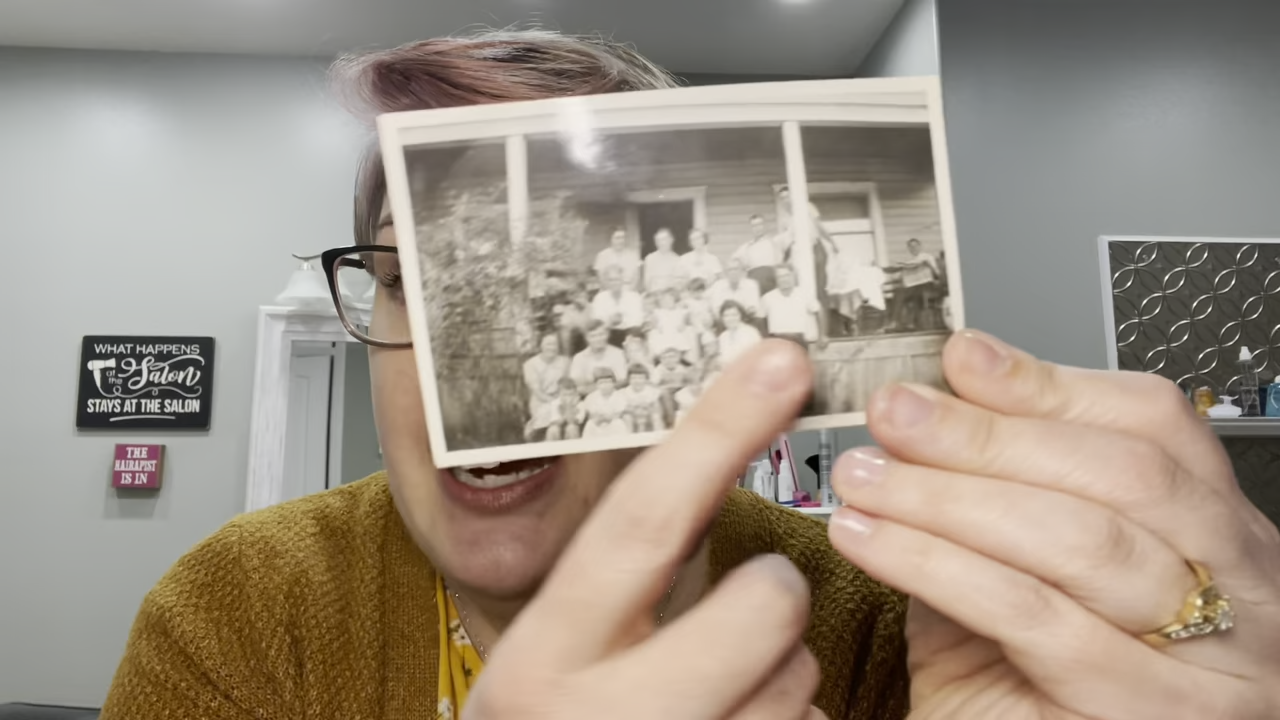 WHAT HAPPENS
at the Salon
STAYS AT THE SALON
THE
HAIRAPIST
IS IN